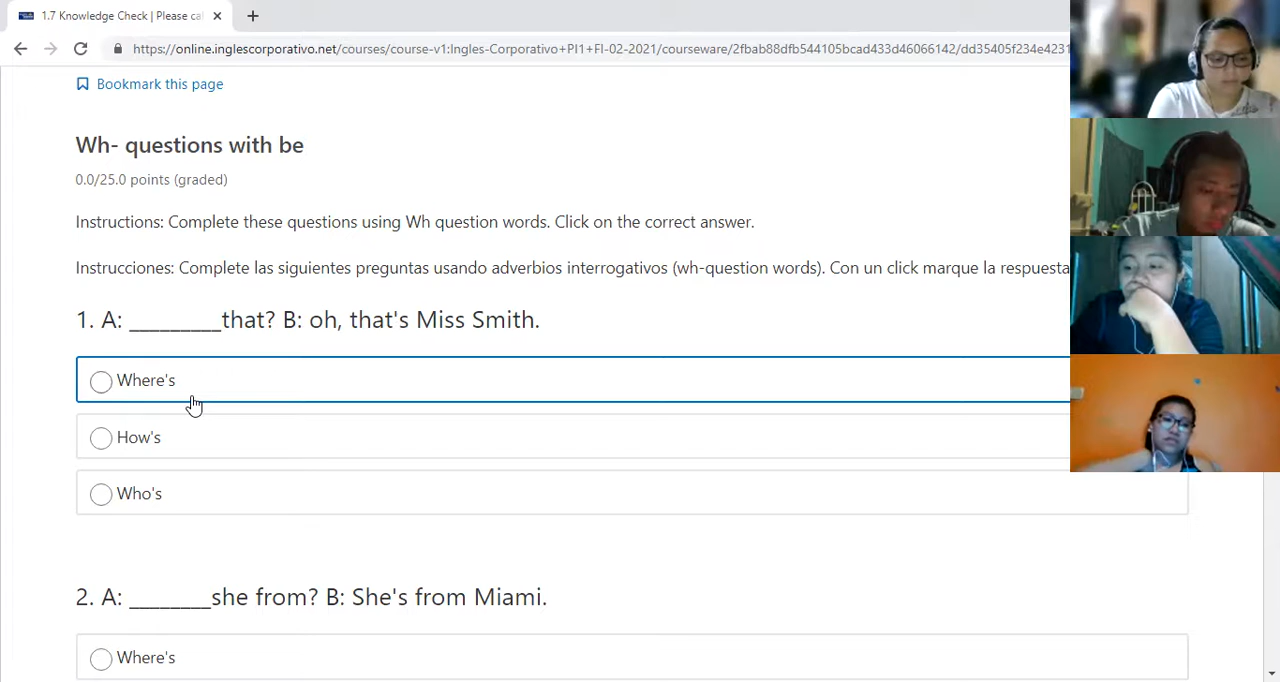 1.7 Knowledge Check | Please cal
https://online.inglescorporativo.net/courses/course-v1:Ingles-Corporativo+PI1+FI-02-2021/courseware/2fbab88dfb544105bcad433d46066142/dd35405f234e4231
Bookmark this page
Wh- questions with be
0.0/25.0 points (graded)
Instructions: Complete these questions using Wh question words. Click on the correct answer.
Instrucciones: Complete las siguientes preguntas usando adverbios interrogativos (wh-question words). Con un click marque la respuesta
1. A: _________that? B: oh, that's Miss Smith.
Where's
How's
Who's
2. A: ________she from? B: She's from Miami.
Where's